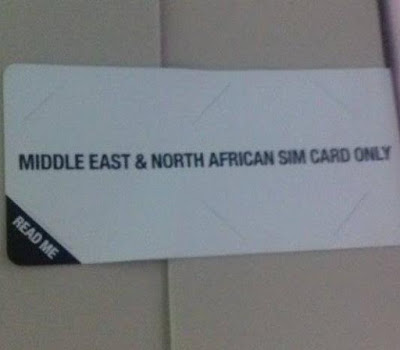 MIDDLE EAST & NORTH AFRICAN SIM CARD ONLY
READ ME